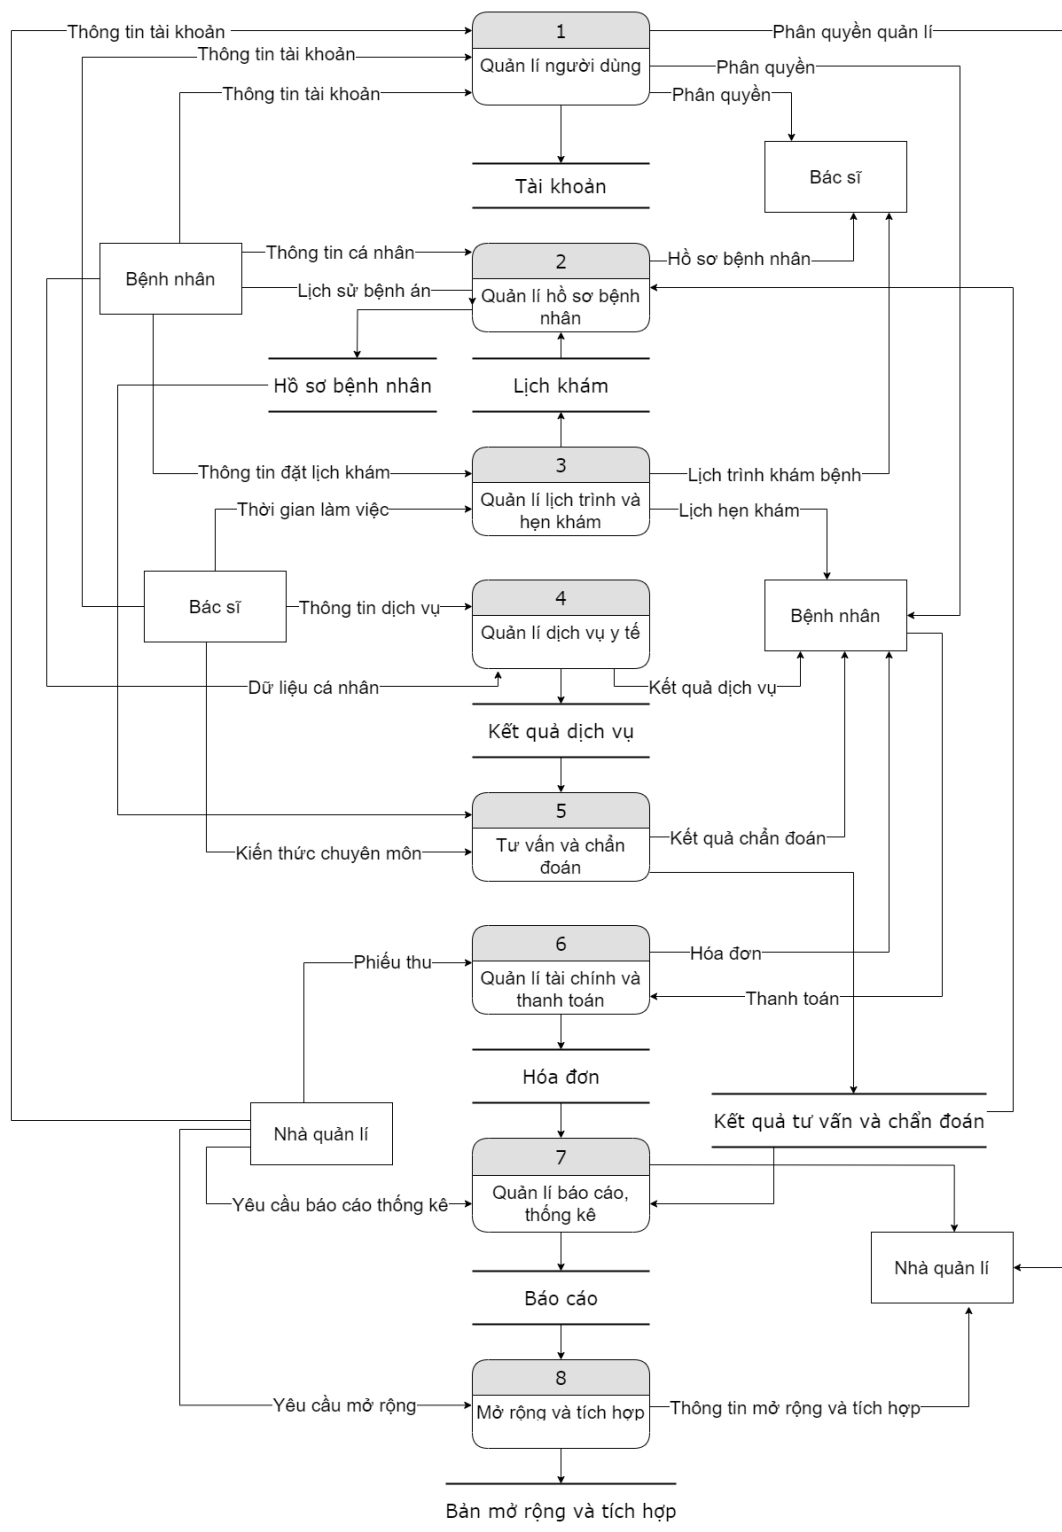 Thông tin tài khoản
1
Phân quyền quản lí
Thông tin tài khoản
Quản lí người dùng
Phân quyền
Thông tin tài khoản
Phân quyền
Bác sĩ
Tài khoản
Thông tin cá nhân
2
Hồ sơ bệnh nhân
Bệnh nhân
Lịch sử bệnh án
Quản lí hồ sơ bệnh
nhân
Hồ sơ bệnh nhân
Lịch khám
Thông tin đặt lịch khám
3
Lịch trình khám bệnh
Thời gian làm việc
Quản lí lịch trình và
hẹn khám
Lịch hẹn khám
Bác sĩ
Thông tin dịch vụ
4
Quản lí dịch vụ y tế
Bệnh nhân
Dữ liệu cá nhân
Kết quả dịch vụ
Kết quả dịch vụ
5
Kết quả chẩn đoán
Kiến thức chuyên môn
Tư vấn và chẩn
đoán
6
Phiếu thu
Hóa đơn
Quản lí tài chính và
thanh toán
Thanh toán
Hóa đơn
Kết quả tư vấn và chẩn đoán
Nhà quản lí
7
Yêu cầu báo cáo thống kê
Quản lí báo cáo,
thống kê
Nhà quản lí
Báo cáo
8
Yêu cầu mở rộng
Mở rộng và tích hợp
Thông tin mở rộng và tích hợp
Bản mở rộng và tích hợp